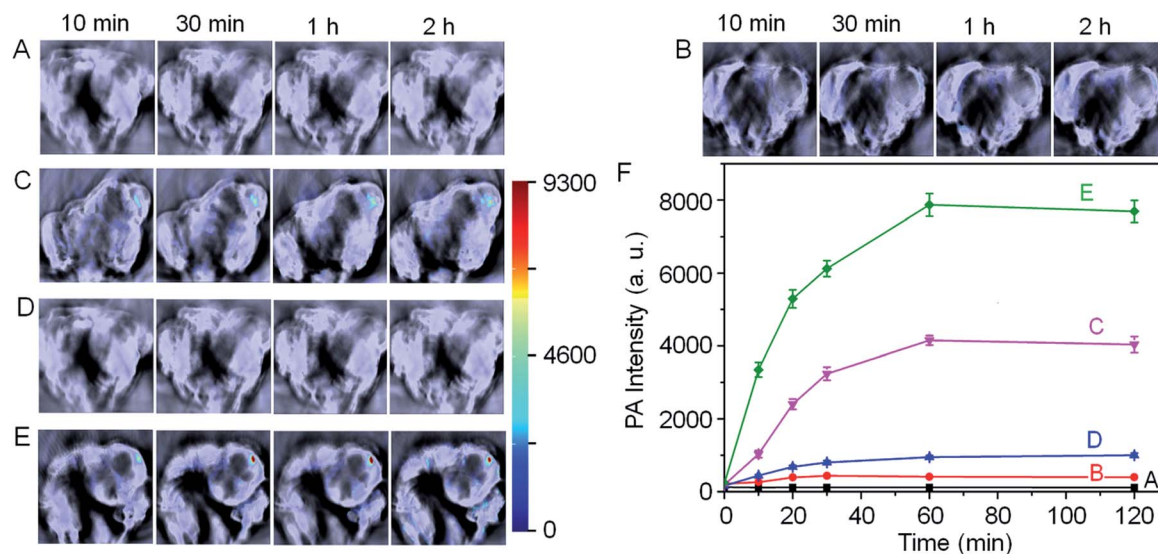 10 min 30 min 1 h 2 h
A
C
D
E
9300
4600
0
10 min 30 min 1 h 2 h
B
F
PA Intensity (a. u.)
8000
6000
4000
2000
0
E
C
D
B
A
0 20 40 60 80 100 120
Time (min)